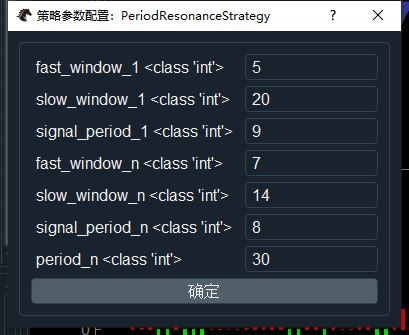 策略参数配置：PeriodResonanceStrategy
fast_window_1 <class 'int'> 5
slow_window_1 <class 'int'> 20
signal_period_1 <class 'int'> 9
fast_window_n <class 'int'> 7
slow_window_n <class 'int'> 14
signal_period_n <class 'int'> 8
period_n <class 'int'> 30
确定